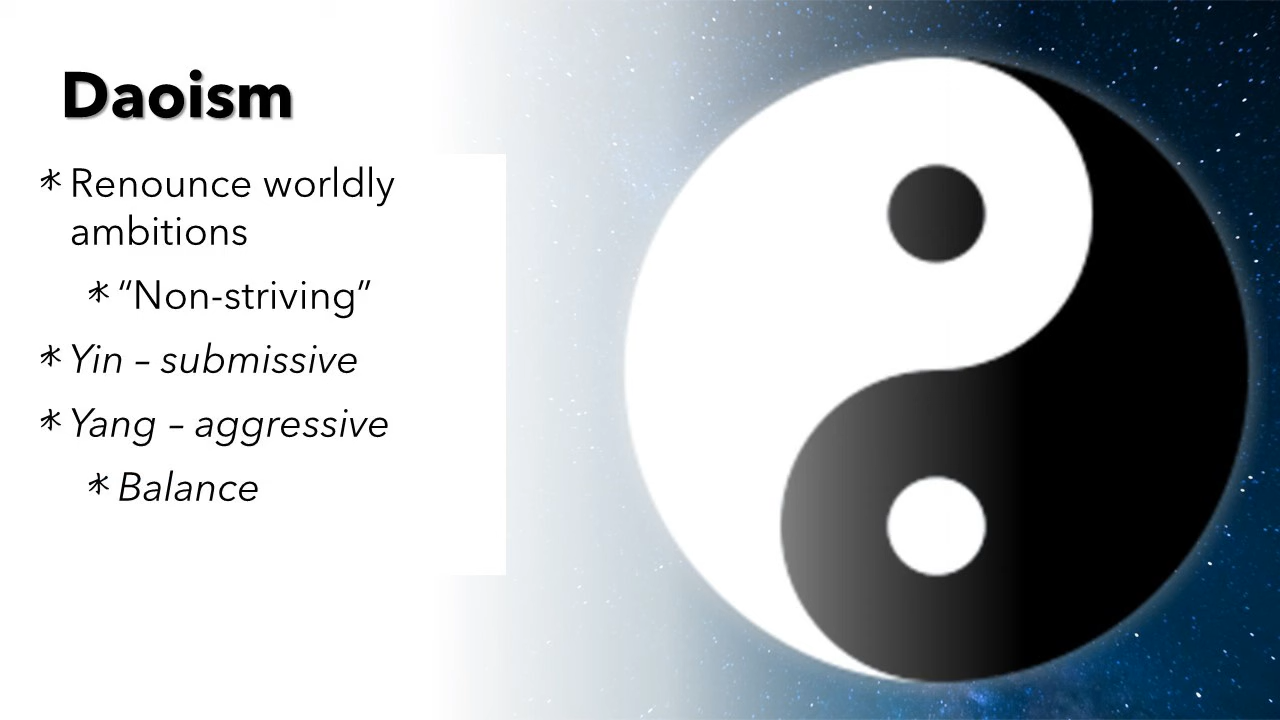 Daoism
* Renounce worldly
ambitions
* “Non-striving”
* Yin – submissive
* Yang – aggressive
* Balance